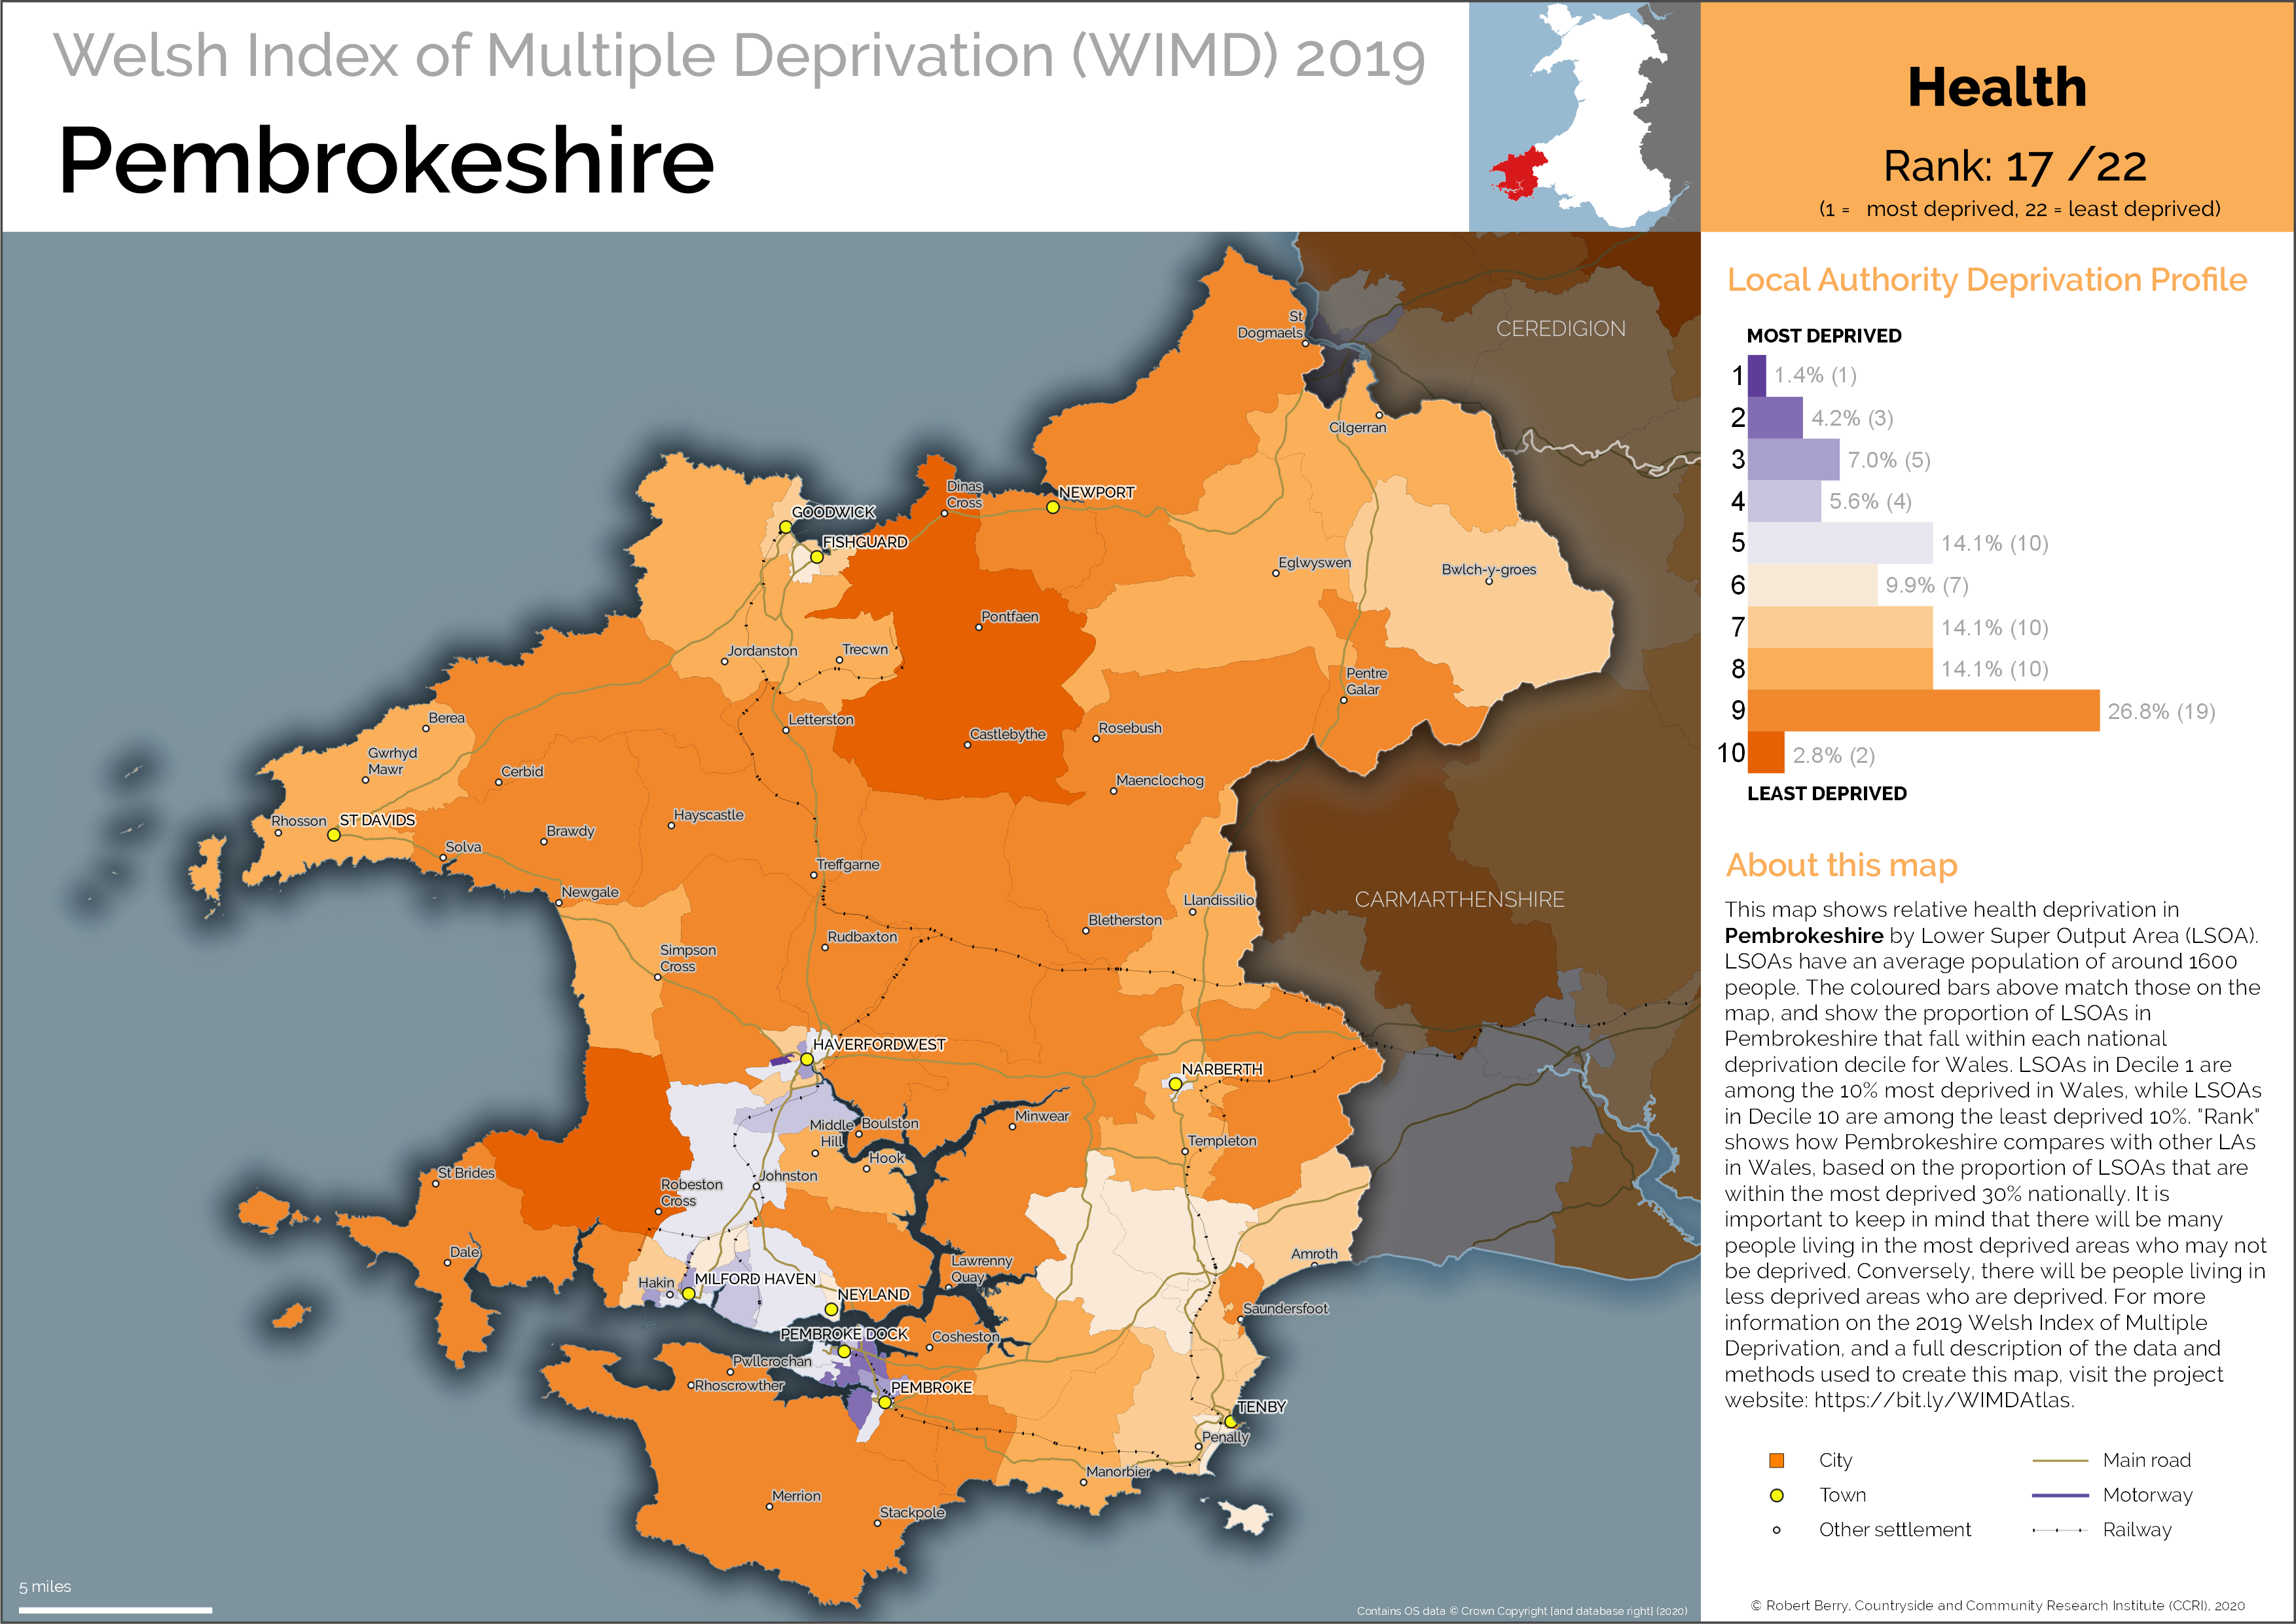 Welsh Index of Multiple Deprivation (WIMD) 2019
Pembrokeshire
Health
Rank: 17 /22
(1 = most deprived, 22 = least deprived)
Local Authority Deprivation Profile
MOST DEPRIVED
1 1.4% (1)
2 4.2% (3)
3 7.0% (5)
4 5.6% (4)
5 14.1% (10)
6 9.9% (7)
7 14.1% (10)
8 14.1% (10)
9 26.8% (19)
10 2.8% (2)
LEAST DEPRIVED
About this map
This map shows relative health deprivation in
Pembrokeshire by Lower Super Output Area (LSOA).
LSOAs have an average population of around 1600
people. The coloured bars above match those on the
map, and show the proportion of LSOAs in
Pembrokeshire that fall within each national
deprivation decile for Wales. LSOAs in Decile 1 are
among the 10% most deprived in Wales, while LSOAs
in Decile 10 are among the least deprived 10%. "Rank"
shows how Pembrokeshire compares with other LAs
in Wales, based on the proportion of LSOAs that are
within the most deprived 30% nationally. It is
important to keep in mind that there will be many
people living in the most deprived areas who may not
be deprived. Conversely, there will be people living in
less deprived areas who are deprived. For more
information on the 2019 Welsh Index of Multiple
Deprivation, and a full description of the data and
methods used to create this map, visit the project
website: https://bit.ly/WIMDAtlas.
City
Main road
Town
Motorway
Other settlement
Railway
© Robert Berry, Countryside and Community Research Institute (CCRI), 2020
St
Dogmaels
CEREDIGION
Cilgerran
Dinas
Cross
NEWPORT
GOODWICK
FISHGUARD
Eglwyswen
Bwlch-y-groes
Pontfaen
Jordanston
Trecwn
Pentre
Galar
Berea
Letterston
Castlebythe
Rosebush
Gwrhyd
Mawr
Cerbid
Maenclochog
Rhosson
ST DAVIDS
Hayscastle
Brawdy
Solva
Treffgarne
Newgale
Llandissilio
CARMARTHENSHIRE
Bletherston
Rudbaxton
Simpson
Cross
HAVERFORDWEST
NARBERTH
Minwear
Middle
Hill
Boulston
Templeton
Hook
St Brides
Johnston
Robeston
Cross
Dale
Amroth
Lawrenny
Quay
Hakin
MILFORD HAVEN
NEYLAND
Saundersfoot
PEMBROKE DOCK
Cosheston
Pwllcrochan
Rhoscrowther
PEMBROKE
TENBY
Penally
Manorbier
Merrion
Stackpole
5 miles
Contains OS data © Crown Copyright [and database right] (2020)